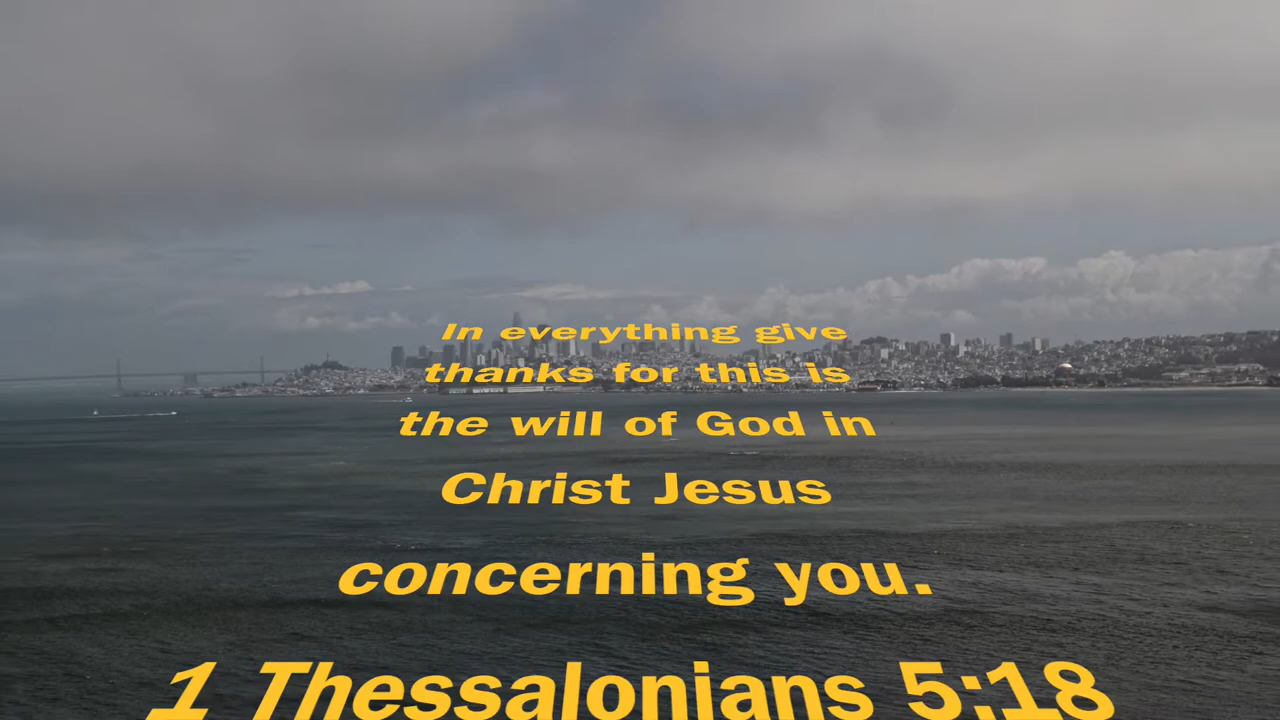 In everything give
thanks for this is
the will of God in
Christ Jesus
concerning you.
1 Thessalonians 5:18